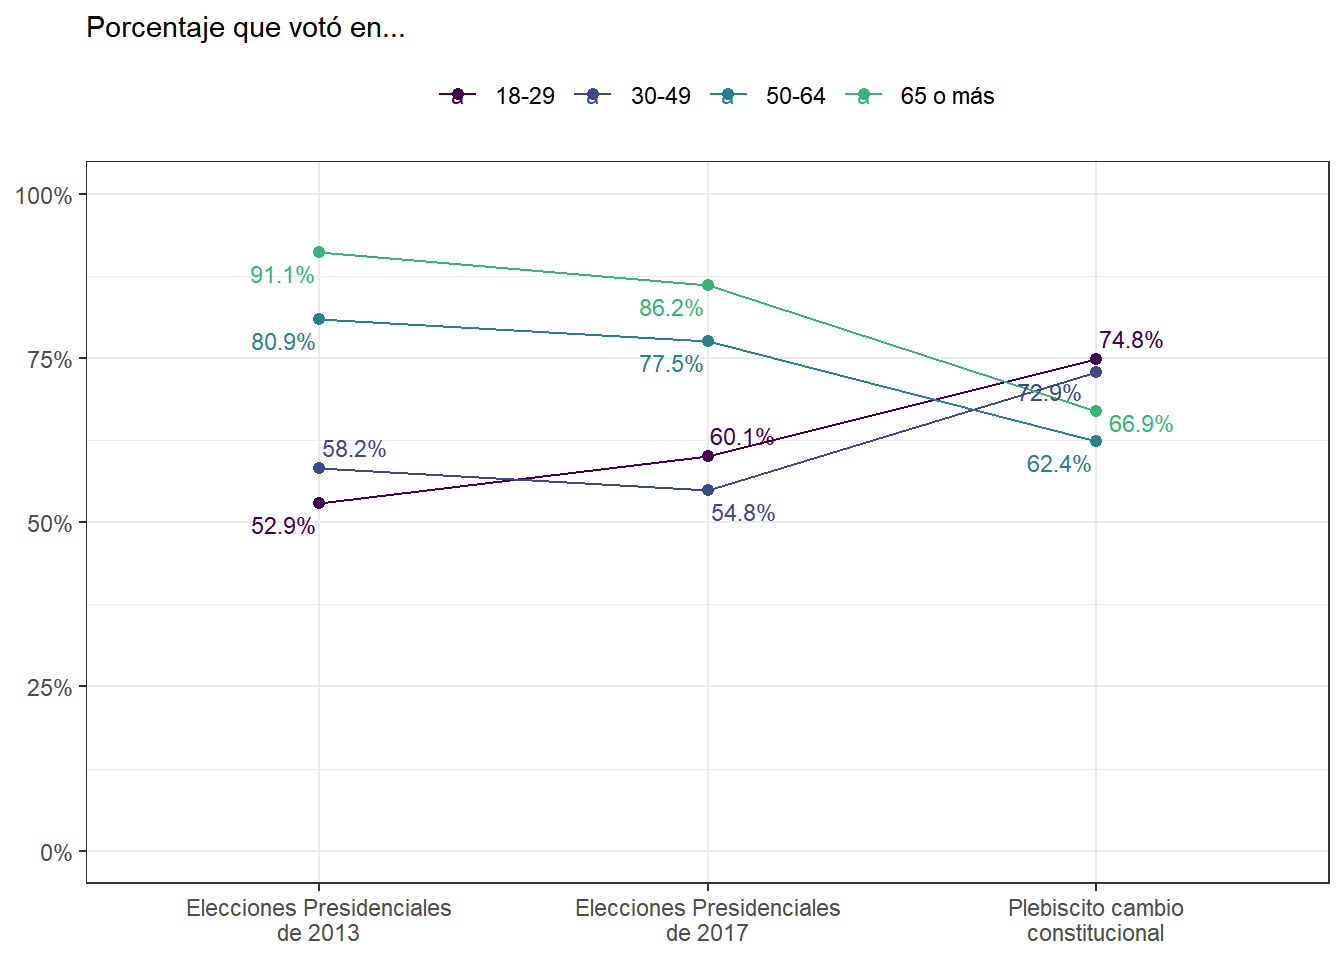 Porcentaje que votó en...
a 18-29 a 30-49 a 50-64 a 65 o más
100%
75%
50%
25%
0%
91.1%
86.2%
80.9%
77.5%
74.8%
72.9%
66.9%
62.4%
60.1%
58.2%
54.8%
52.9%
Elecciones Presidenciales
de 2013
Elecciones Presidenciales
de 2017
Plebiscito cambio
constitucional